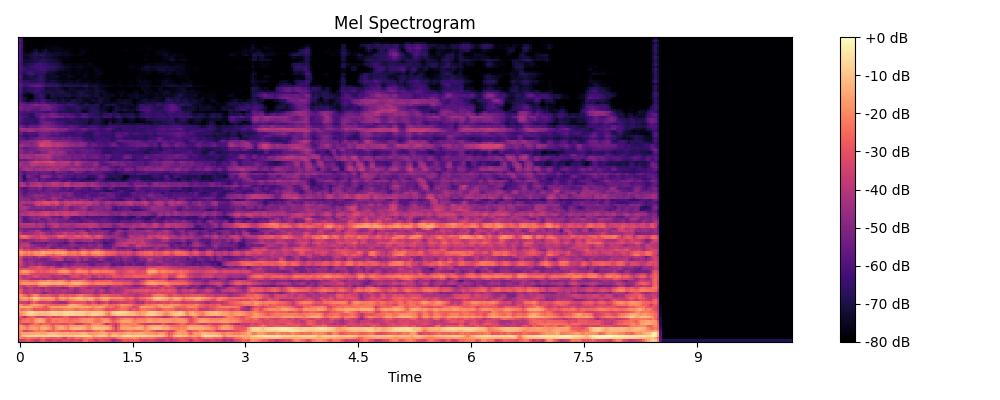 Mel Spectrogram
+0 dB
-10 dB
-20 dB
-30 dB
-40 dB
-50 dB
-60 dB
-70 dB
-80 dB
0 1.5 3 4.5 6 7.5 9
Time